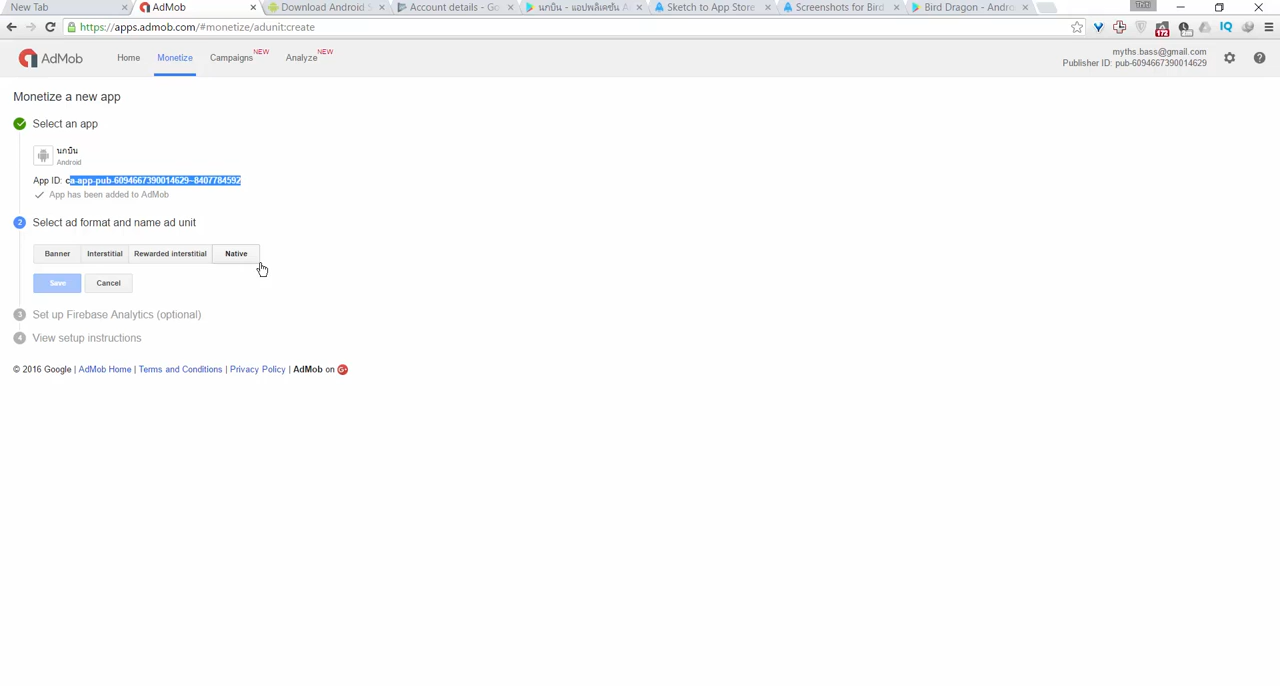 New Tab
AdMob
Download Android S
Account details - Go
นกบิน - แอปพลิเคชัน A
Sketch to App Store
Screenshots for Bird
Bird Dragon - Andro
Thiti
https://apps.admob.com/#monetize/adunit:create
172
IQ
AdMob
Home
Monetize
Campaigns NEW
Analyze NEW
myths.bass@gmail.com
Publisher ID: pub-6094667390014629
Monetize a new app
Select an app
นกบิน
Android
App ID: ca-app-pub-6094667390014629~8407784592
App has been added to AdMob
2 Select ad format and name ad unit
Banner Interstitial Rewarded interstitial Native
Save Cancel
3 Set up Firebase Analytics (optional)
4 View setup instructions
© 2016 Google | AdMob Home | Terms and Conditions | Privacy Policy | AdMob on G+